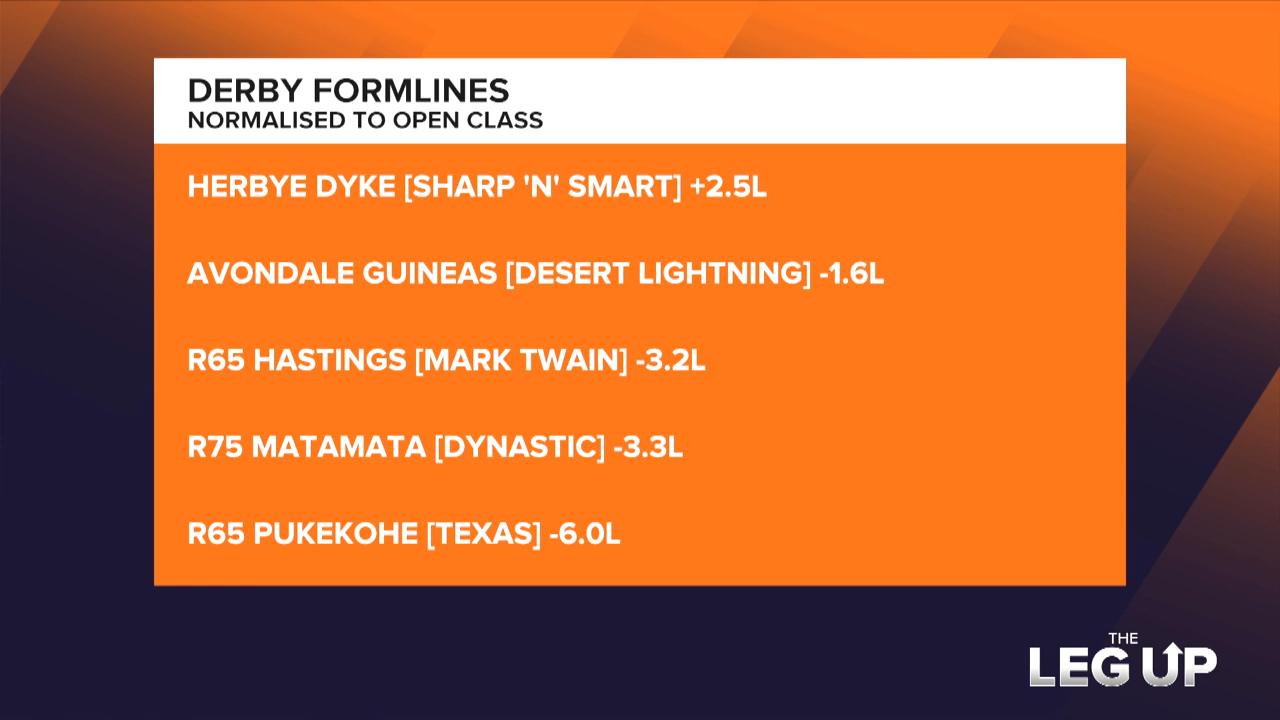 DERBY FORMLINES
NORMALISED TO OPEN CLASS
HERBYE DYKE [SHARP 'N' SMART] +2.5L
AVONDALE GUINEAS [DESERT LIGHTNING] -1.6L
R65 HASTINGS [MARK TWAIN] -3.2L
R75 MATAMATA [DYNASTIC] -3.3L
R65 PUKEKOHE [TEXAS] -6.0L
THE
LEG UP